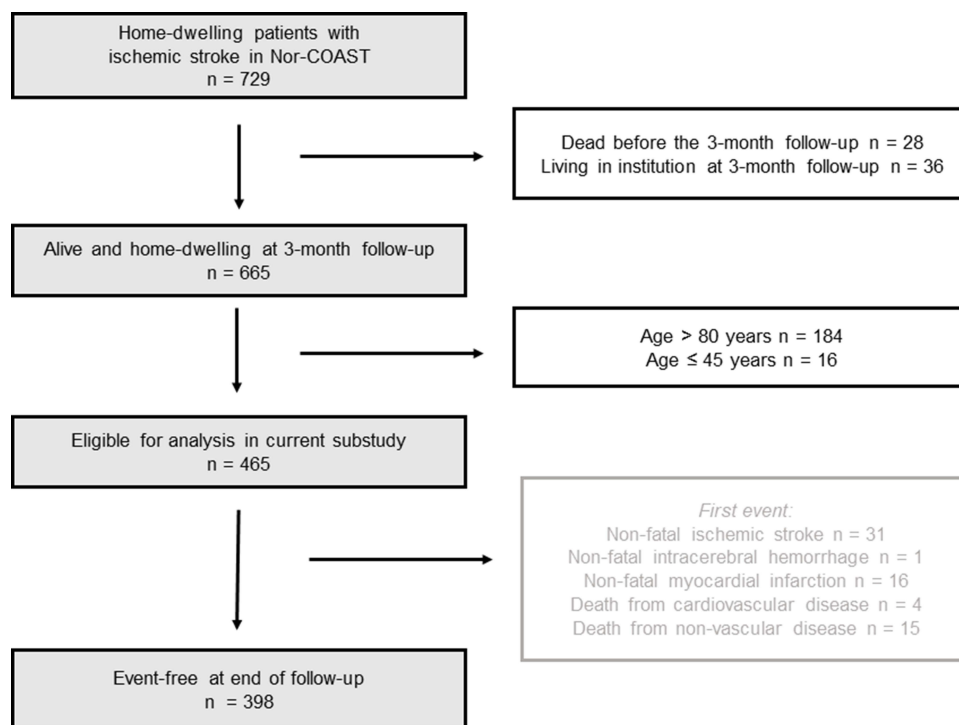 Home-dwelling patients with
ischemic stroke in Nor-COAST
n = 729
Dead before the 3-month follow-up n = 28
Living in institution at 3-month follow-up n = 36
Alive and home-dwelling at 3-month follow-up
n = 665
Age > 80 years n = 184
Age ≤ 45 years n = 16
Eligible for analysis in current substudy
n = 465
First event:
Non-fatal ischemic stroke n = 31
Non-fatal intracerebral hemorrhage n = 1
Non-fatal myocardial infarction n = 16
Death from cardiovascular disease n = 4
Death from non-vascular disease n = 15
Event-free at end of follow-up
n = 398